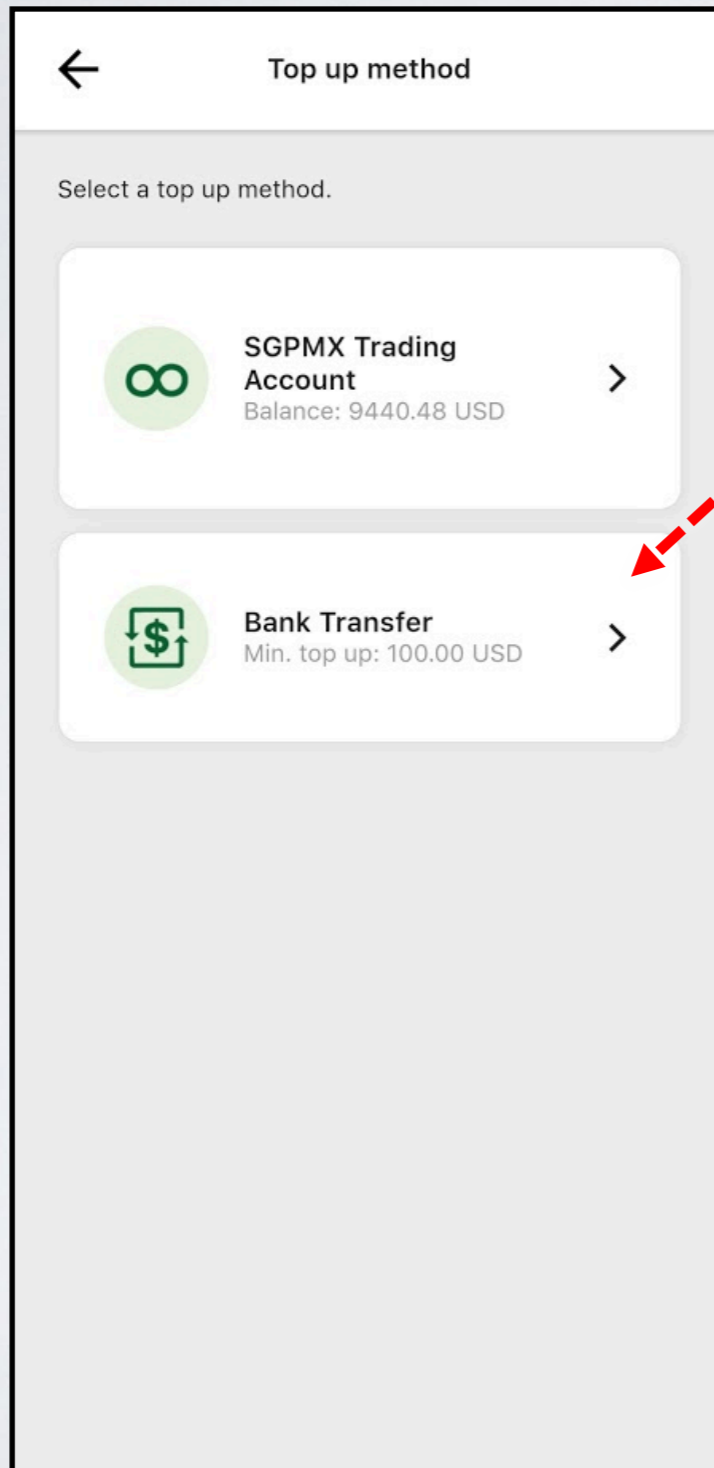 Top up method
Select a top up method.
SGPMX Trading
Account
Balance: 9440.48 USD
Bank Transfer
Min. top up: 100.00 USD